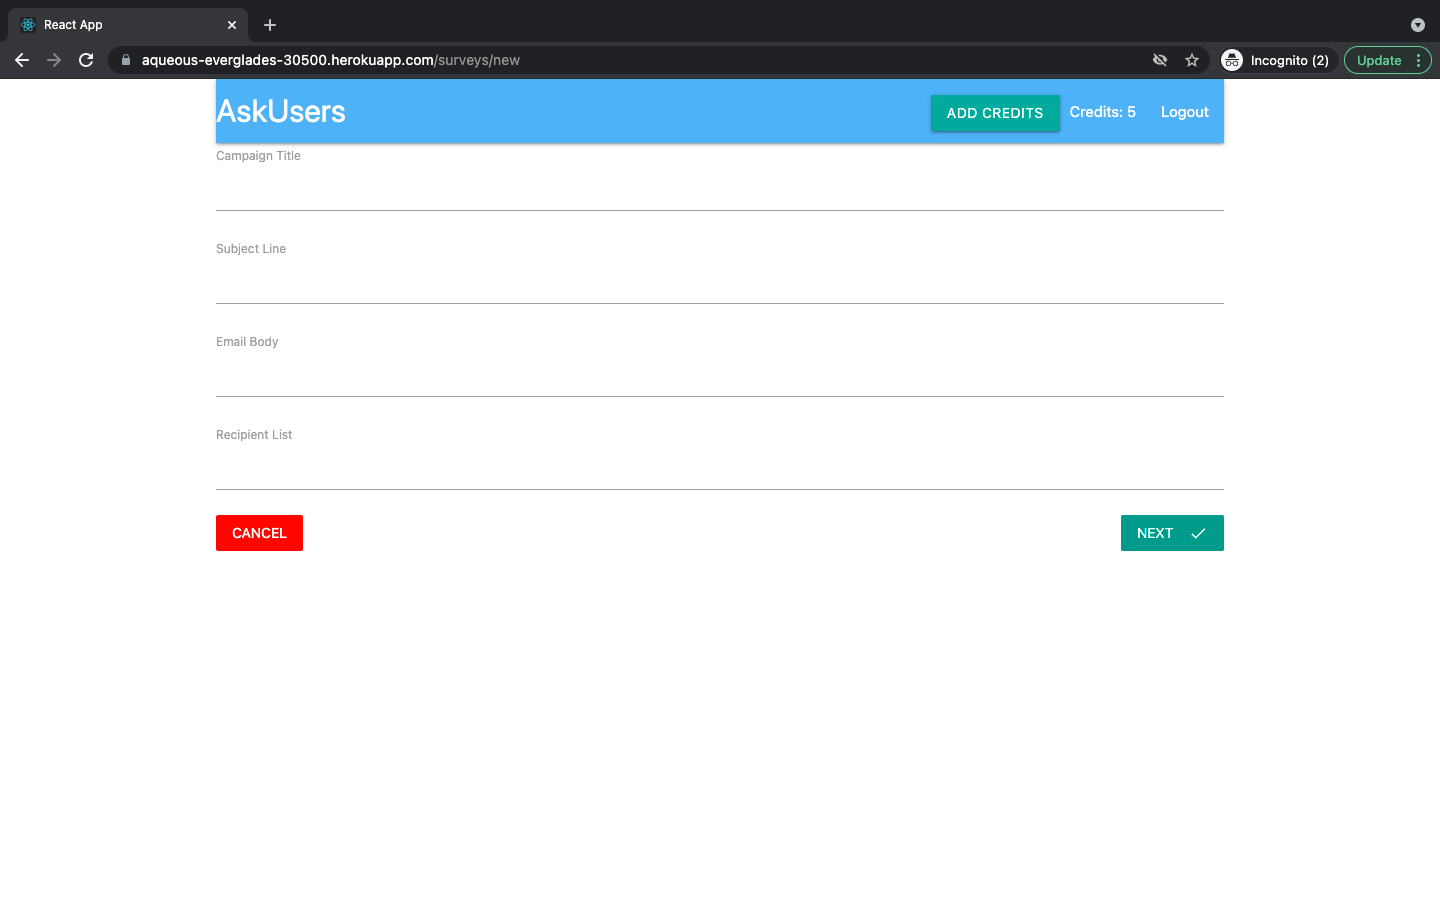 React App
aqueous-everglades-30500.herokuapp.com/surveys/new
Incognito (2)
Update
AskUsers
ADD CREDITS
Credits: 5
Logout
Campaign Title
Subject Line
Email Body
Recipient List
CANCEL
NEXT